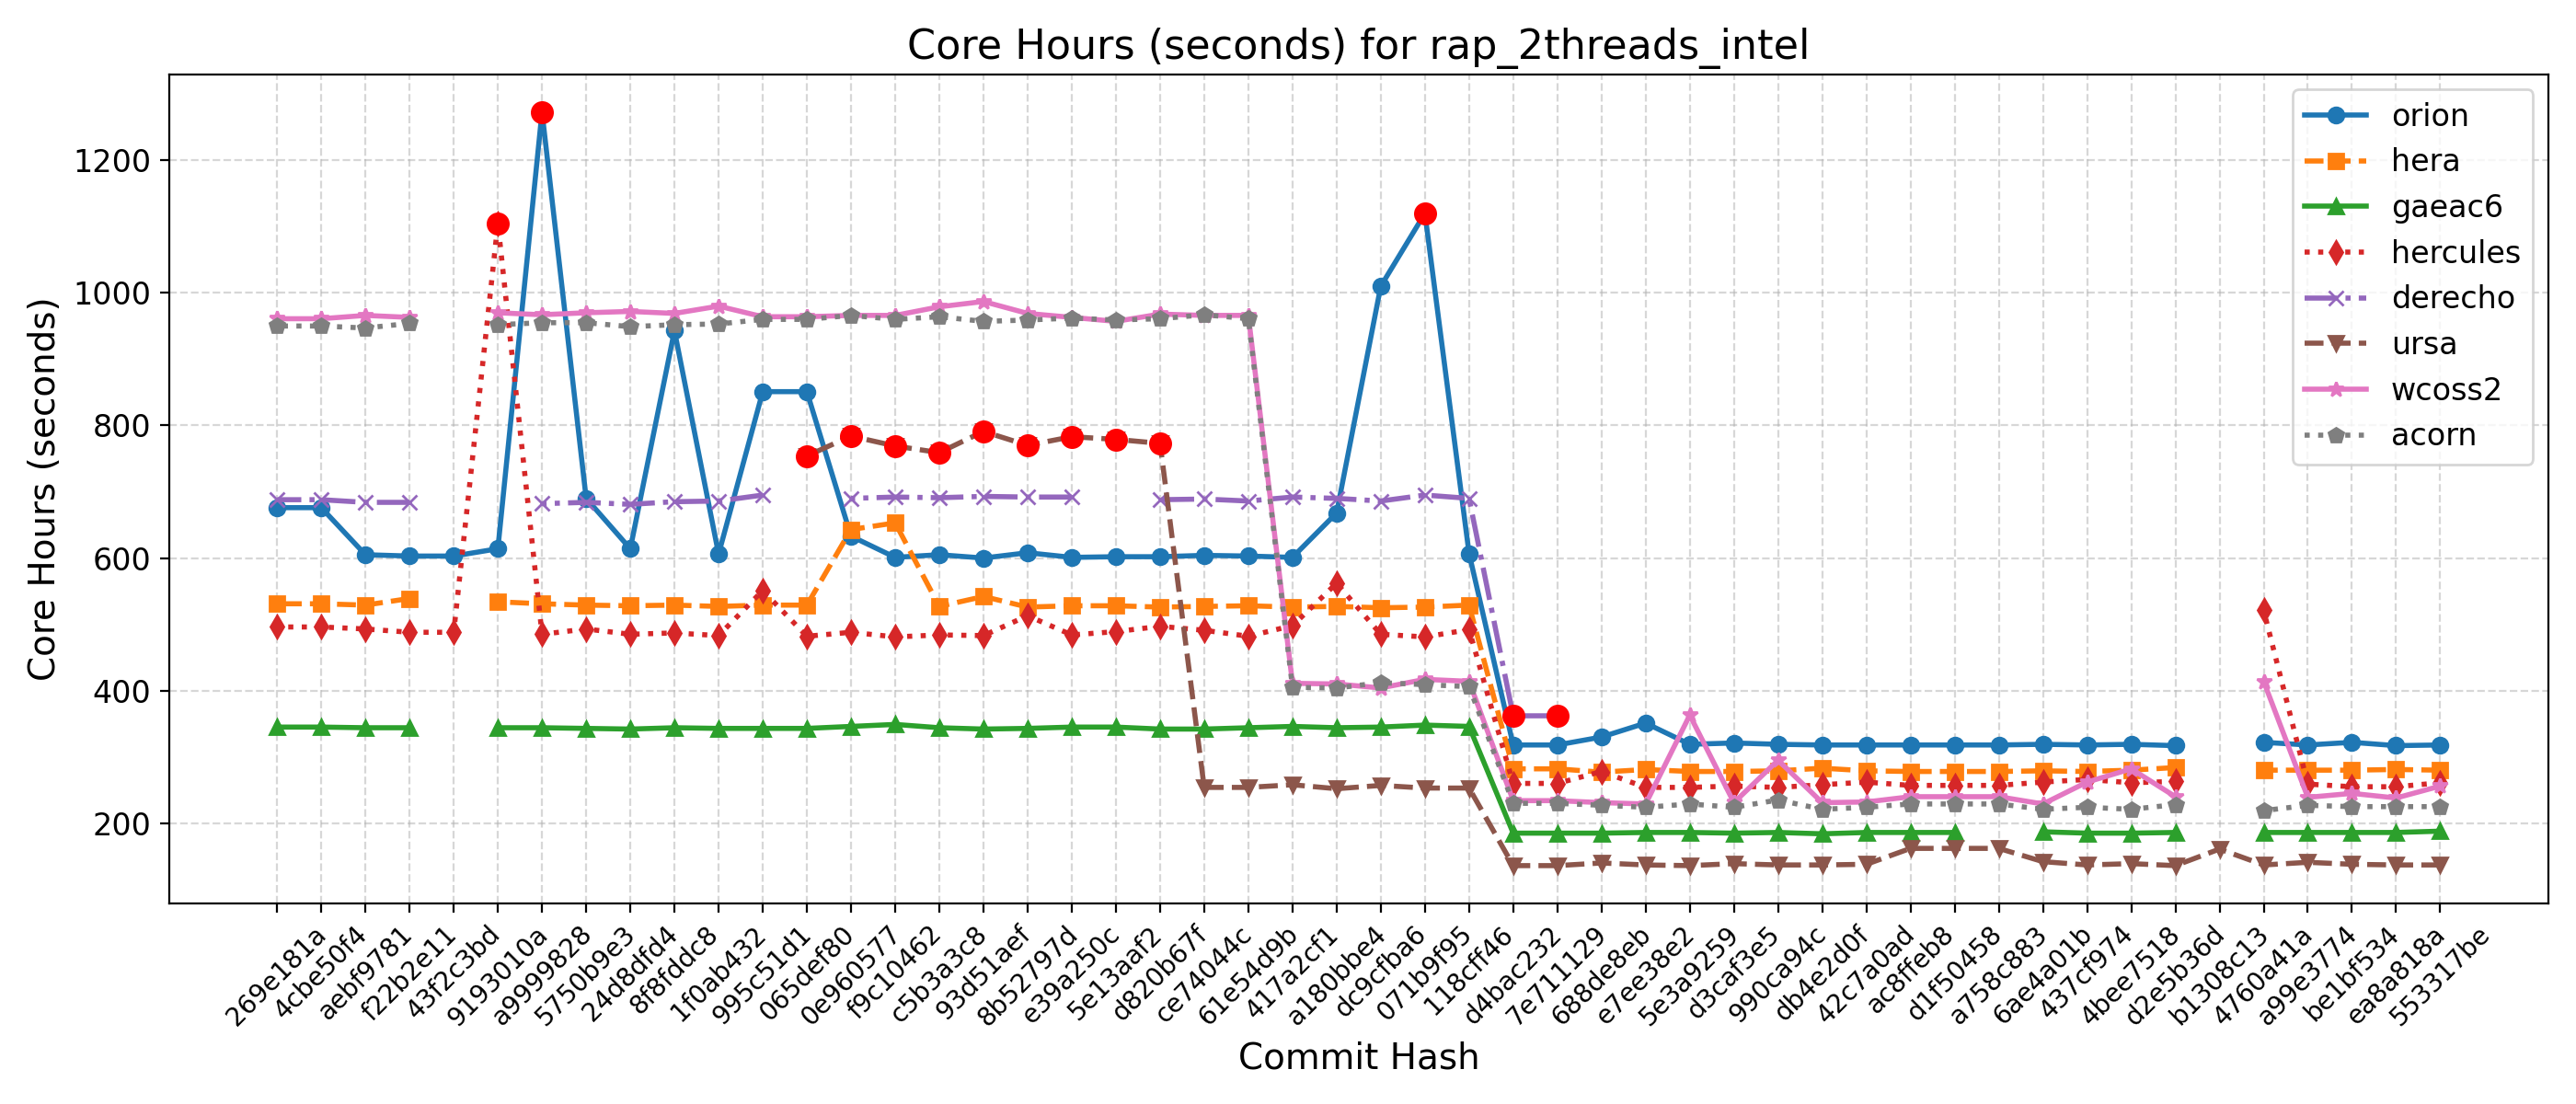 Core Hours (seconds) for rap_2threads_intel
Core Hours (seconds)
1200
1000
800
600
400
200
orion
hera
gaeac6
hercules
derecho
ursa
wcoss2
acorn
269e181a
4cbe50f4
aebf9781
f22b2e11
43f2c3bd
9193010a
a9999828
5750b9e3
24d8dfd4
8f8fddc8
1f0ab432
995c51d1
065def80
0e960577
f9c10462
c5b3a3c8
93d51aef
8b52797d
e39a250c
5e13aaf2
d820b67f
ce74044c
61e54d9b
417a2cf1
a180bbe4
dc9cfba6
071b9f95
118cff46
d4bac232
7e711129
688de8eb
e7ee38e2
5e3a9259
d3caf3e5
990ca94c
db4e2d0f
42c7a0ad
ac8ffeb8
d1f50458
a758c883
6ae4a01b
437cf974
4bee7518
d2e5b36d
b1308c13
4760a41a
a99e3774
be1bf534
ea8a818a
553317be
Commit Hash